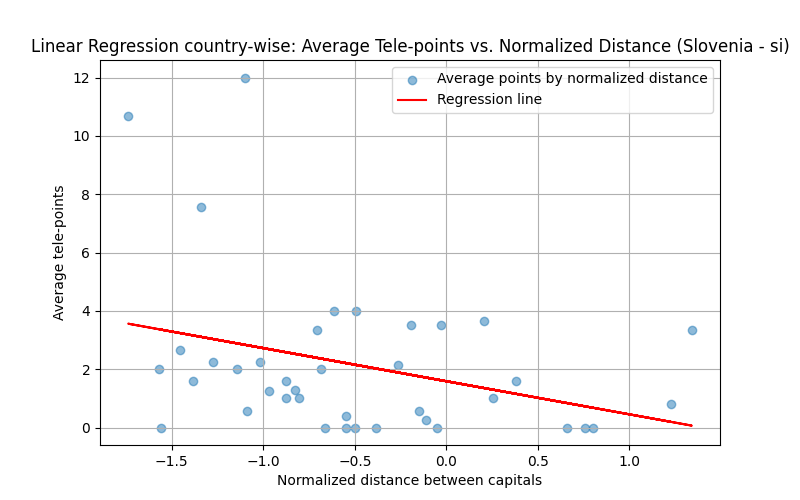 Linear Regression country-wise: Average Tele-points vs. Normalized Distance (Slovenia - si)
Average points by normalized distance
Regression line
12
10
8
6
4
2
0
Average tele-points
−1.5 −1.0 −0.5 0.0 0.5 1.0
Normalized distance between capitals